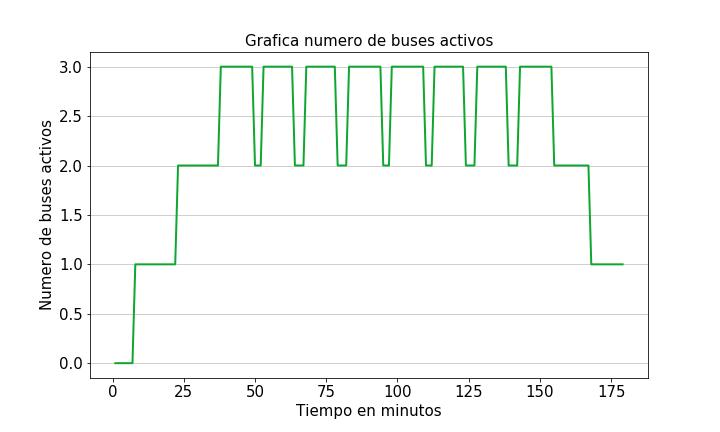 Grafica numero de buses activos
Numero de buses activos
3.0
2.5
2.0
1.5
1.0
0.5
0.0
0 25 50 75 100 125 150 175
Tiempo en minutos